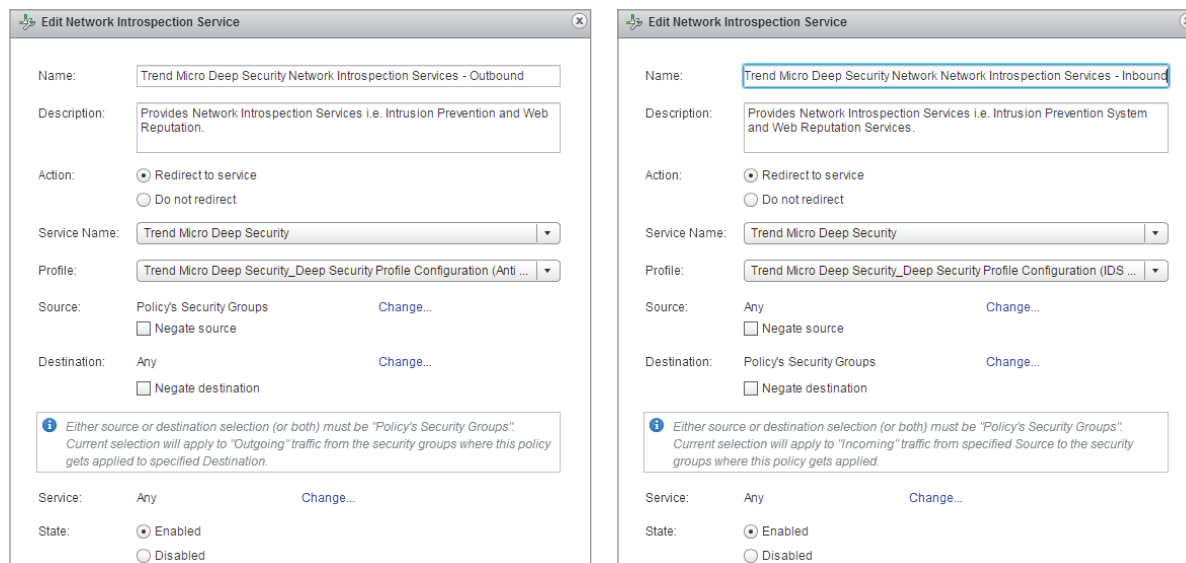 Edit Network Introspection Service
Name: Trend Micro Deep Security Network Introspection Services - Outbound
Description: Provides Network Introspection Services i.e. Intrusion Prevention and Web
Reputation.
Action: Redirect to service
Do not redirect
Service Name: Trend Micro Deep Security
Profile: Trend Micro Deep Security_Deep Security Profile Configuration (Anti ...
Source: Policy's Security Groups Change...
Negate source
Destination: Any Change...
Negate destination
Either source or destination selection (or both) must be "Policy's Security Groups".
Current selection will apply to "Outgoing" traffic from the security groups where this policy
gets applied to specified Destination.
Service: Any Change...
State: Enabled
Disabled
Edit Network Introspection Service
Name: Trend Micro Deep Security Network Network Introspection Services - Inbound
Description: Provides Network Introspection Services i.e. Intrusion Prevention System
and Web Reputation Services.
Action: Redirect to service
Do not redirect
Service Name: Trend Micro Deep Security
Profile: Trend Micro Deep Security_Deep Security Profile Configuration (IDS ...
Source: Any Change...
Negate source
Destination: Policy's Security Groups Change...
Negate destination
Either source or destination selection (or both) must be "Policy's Security Groups".
Current selection will apply to "Incoming" traffic from specified Source to the security
groups where this policy gets applied.
Service: Any Change...
State: Enabled
Disabled